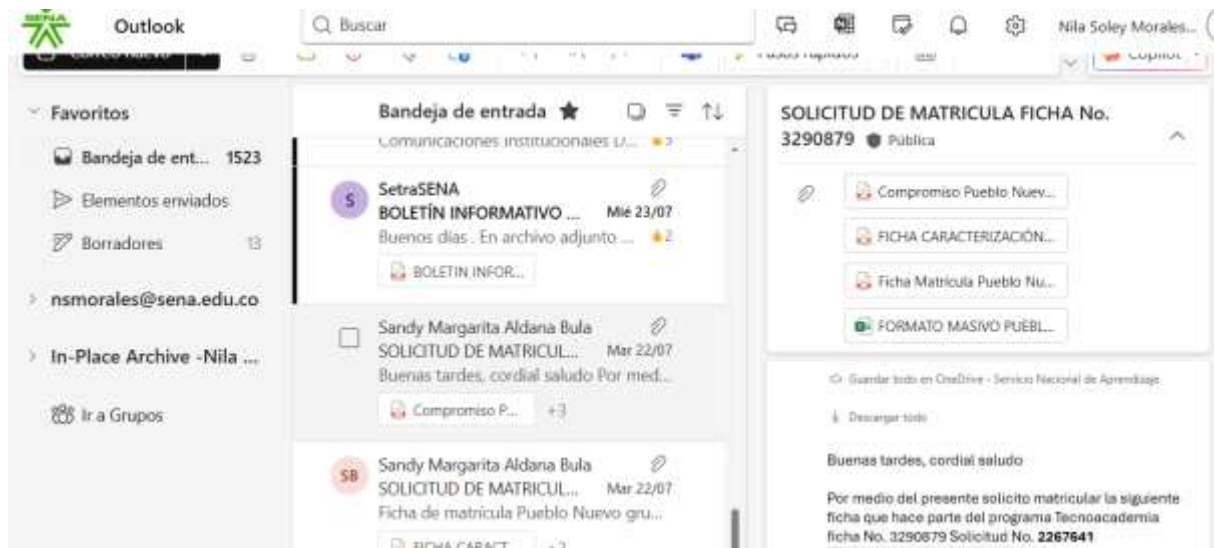 SENA
Outlook
Buscar
Nila Soley Morales...
Correo nuevo
Pasos rápidos
Copilot
Favoritos
Bandeja de ent... 1523
Elementos enviados
Borradores 13
nsmorales@sena.edu.co
In-Place Archive -Nila ...
Ir a Grupos
Bandeja de entrada
Comunicaciones Institucionales D... 5
S
SetraSENA
BOLETÍN INFORMATIVO ... Mié 23/07
Buenos días . En archivo adjunto ... 2
BOLETIN INFOR...
Sandy Margarita Aldana Bula
SOLICITUD DE MATRICUL... Mar 22/07
Buenas tardes, cordial saludo Por med...
Compromiso P... +3
SB
Sandy Margarita Aldana Bula
SOLICITUD DE MATRICUL... Mar 22/07
Ficha de matrícula Pueblo Nuevo gru...
FICHA CARACT... +3
SOLICITUD DE MATRICULA FICHA No.
3290879 Pública
Compromiso Pueblo Nuev...
FICHA CARACTERIZACIÓN...
Ficha Matricula Pueblo Nu...
FORMATO MASIVO PUEBL...
Guardar todo en OneDrive - Servicio Nacional de Aprendizaje
Descargar todo
Buenas tardes, cordial saludo
Por medio del presente solicito matricular la siguiente
ficha que hace parte del programa Tecnoacademia
ficha No. 3290879 Solicitud No. 2267641